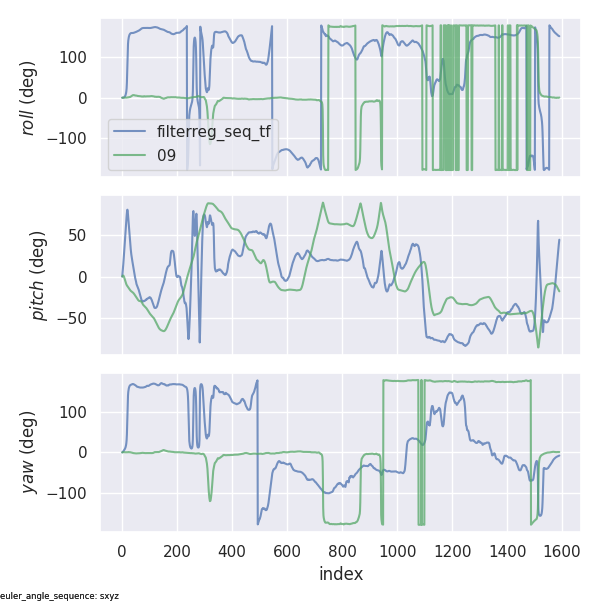 100
0
−100
roll (deg)
filterreg_seq_tf
09
50
0
−50
pitch (deg)
100
0
−100
yaw (deg)
0 200 400 600 800 1000 1200 1400 1600
index
euler_angle_sequence: sxyz